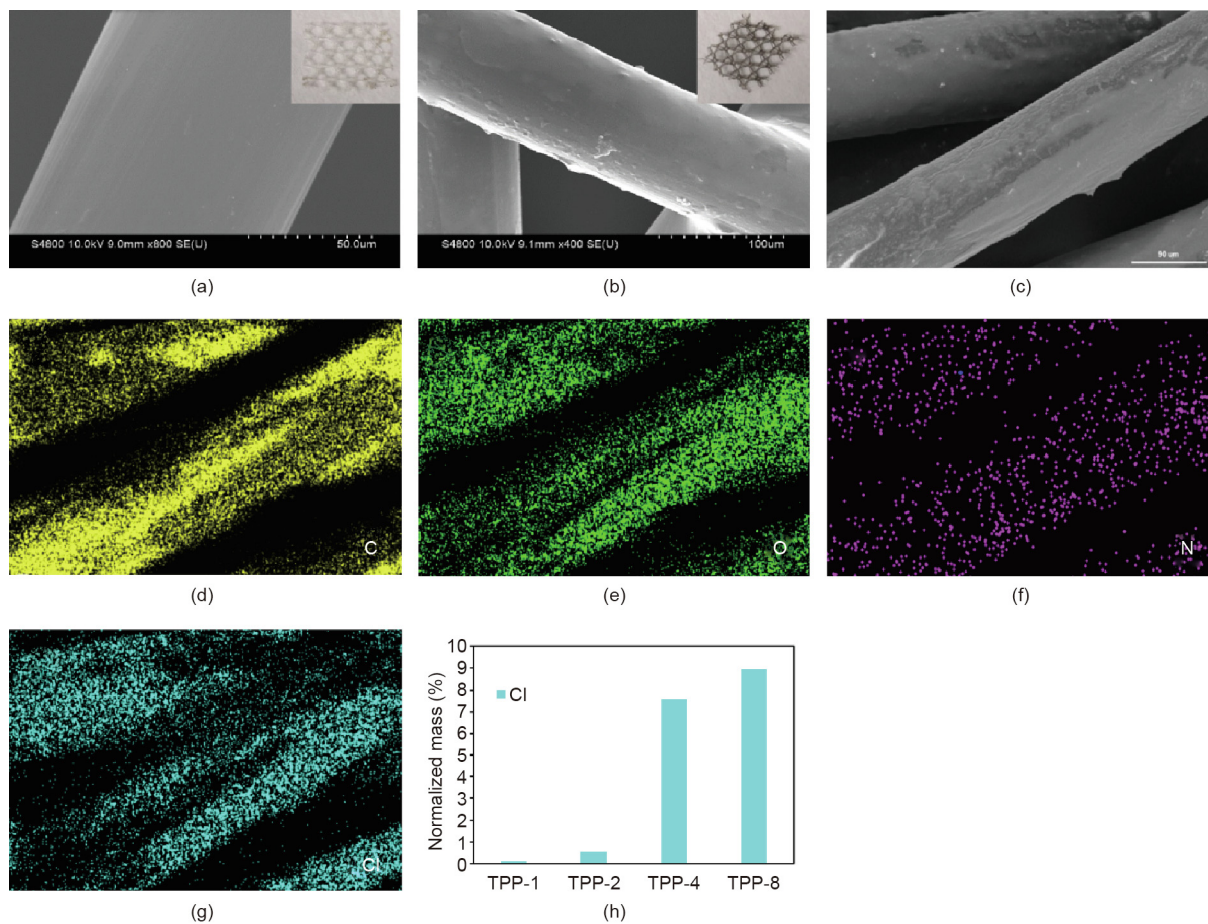 S4800 10.0kV 9.0mm x800 SE(U) 50.0um
S4800 10.0kV 9.1mm x400 SE(U) 100um
90 μm
(a)
(b)
(c)
C
O
N
(d)
(e)
(f)
Cl
Normalized mass (%)
10
9
8
7
6
5
4
3
2
1
0
Cl
TPP-1 TPP-2 TPP-4 TPP-8
(g)
(h)